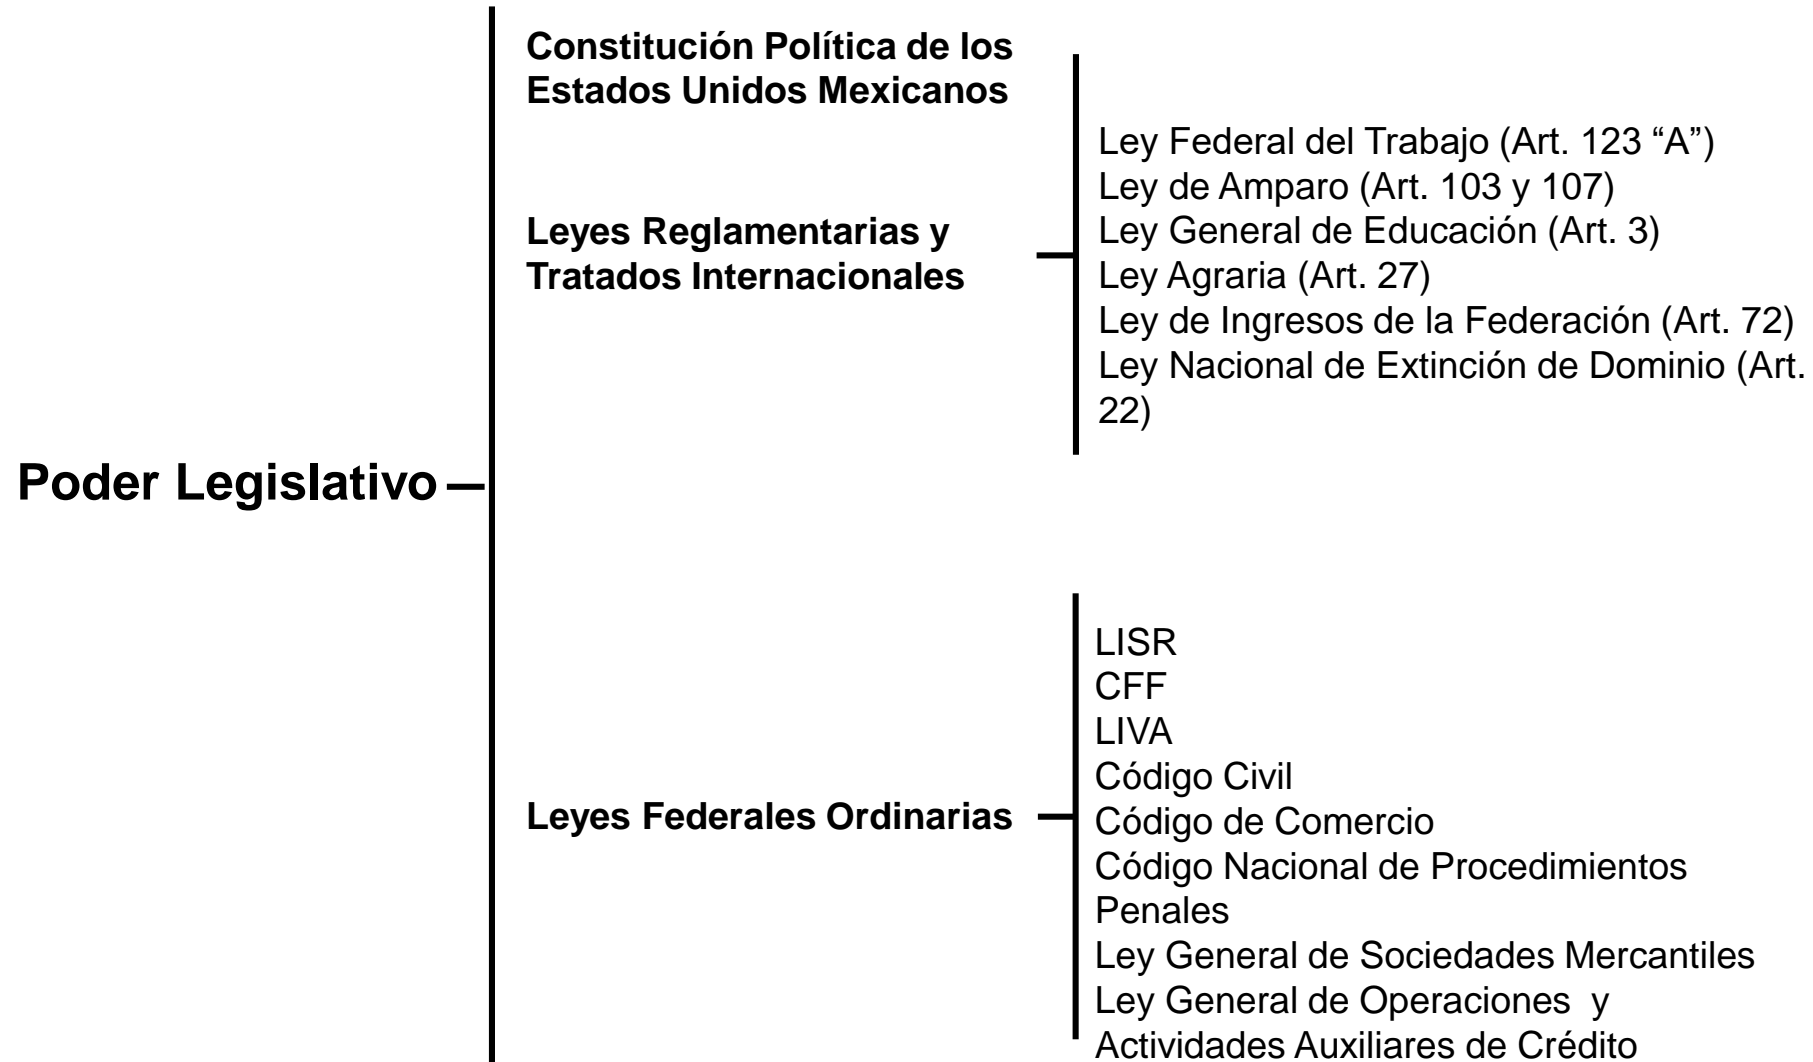 Constitución Política de los
Estados Unidos Mexicanos
Ley Federal del Trabajo (Art. 123 “A”)
Ley de Amparo (Art. 103 y 107)
Leyes Reglamentarias y
Tratados Internacionales
Ley General de Educación (Art. 3)
Ley Agraria (Art. 27)
Ley de Ingresos de la Federación (Art. 72)
Ley Nacional de Extinción de Dominio (Art.
22)
Poder Legislativo
Leyes Federales Ordinarias
LISR
CFF
LIVA
Código Civil
Código de Comercio
Código Nacional de Procedimientos
Penales
Ley General de Sociedades Mercantiles
Ley General de Operaciones  y
Actividades Auxiliares de Crédito